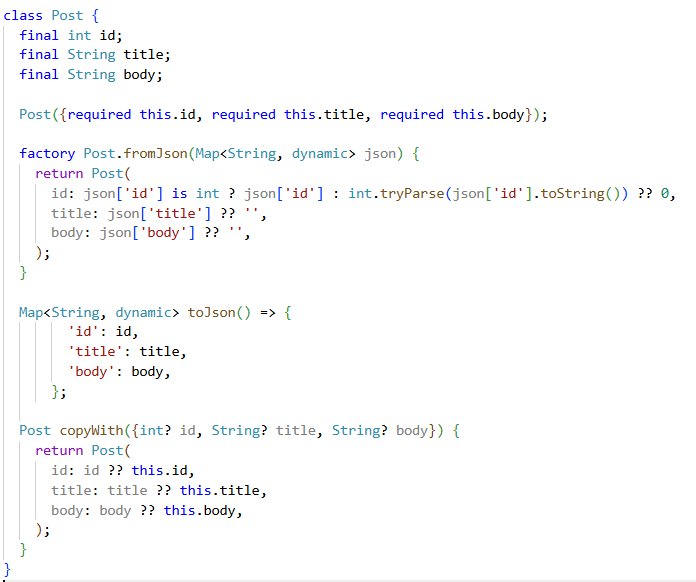 class Post {
  final int id;
  final String title;
  final String body;

  Post({required this.id, required this.title, required this.body});

  factory Post.fromJson(Map<String, dynamic> json) {
    return Post(
      id: json['id'] is int ? json['id'] : int.tryParse(json['id'].toString()) ?? 0,
      title: json['title'] ?? '',
      body: json['body'] ?? '',
    );
  }

  Map<String, dynamic> toJson() => {
        'id': id,
        'title': title,
        'body': body,
      };

  Post copyWith({int? id, String? title, String? body}) {
    return Post(
      id: id ?? this.id,
      title: title ?? this.title,
      body: body ?? this.body,
    );
  }
}